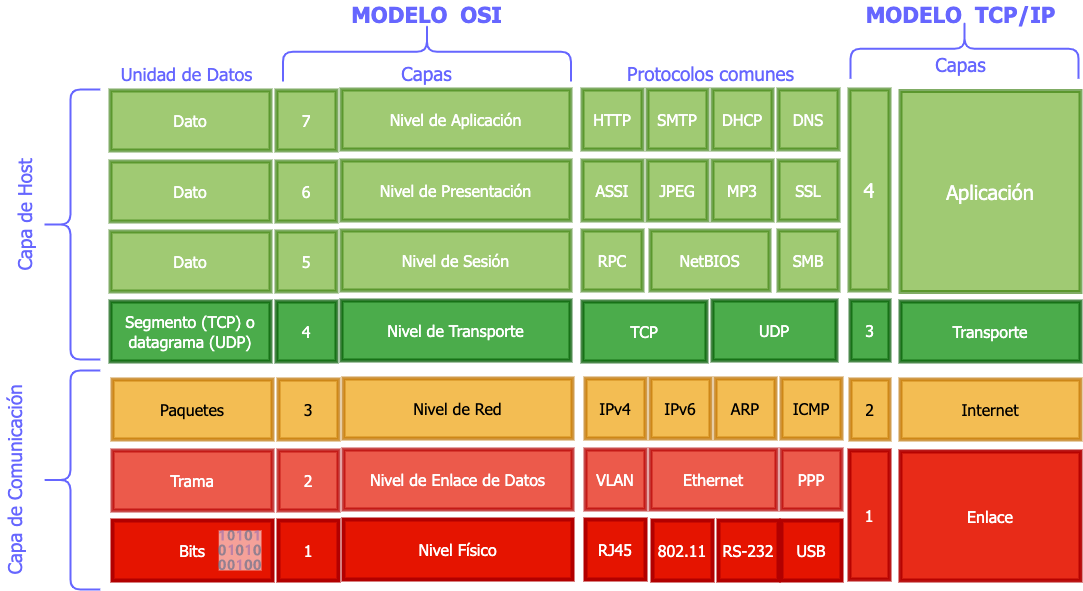 MODELO OSI
MODELO TCP/IP
Unidad de Datos
Capas
Protocolos comunes
Capas
Capa de Host
Dato
7
Nivel de Aplicación
HTTP
SMTP
DHCP
DNS
4
Aplicación
Dato
6
Nivel de Presentación
ASSI
JPEG
MP3
SSL
Dato
5
Nivel de Sesión
RPC
NetBIOS
SMB
Segmento (TCP) o
datagrama (UDP)
4
Nivel de Transporte
TCP
UDP
3
Transporte
Capa de Comunicación
Paquetes
3
Nivel de Red
IPv4
IPv6
ARP
ICMP
2
Internet
Trama
2
Nivel de Enlace de Datos
VLAN
Ethernet
PPP
1
Enlace
Bits
10101
01010
00100
1
Nivel Físico
RJ45
802.11
RS-232
USB